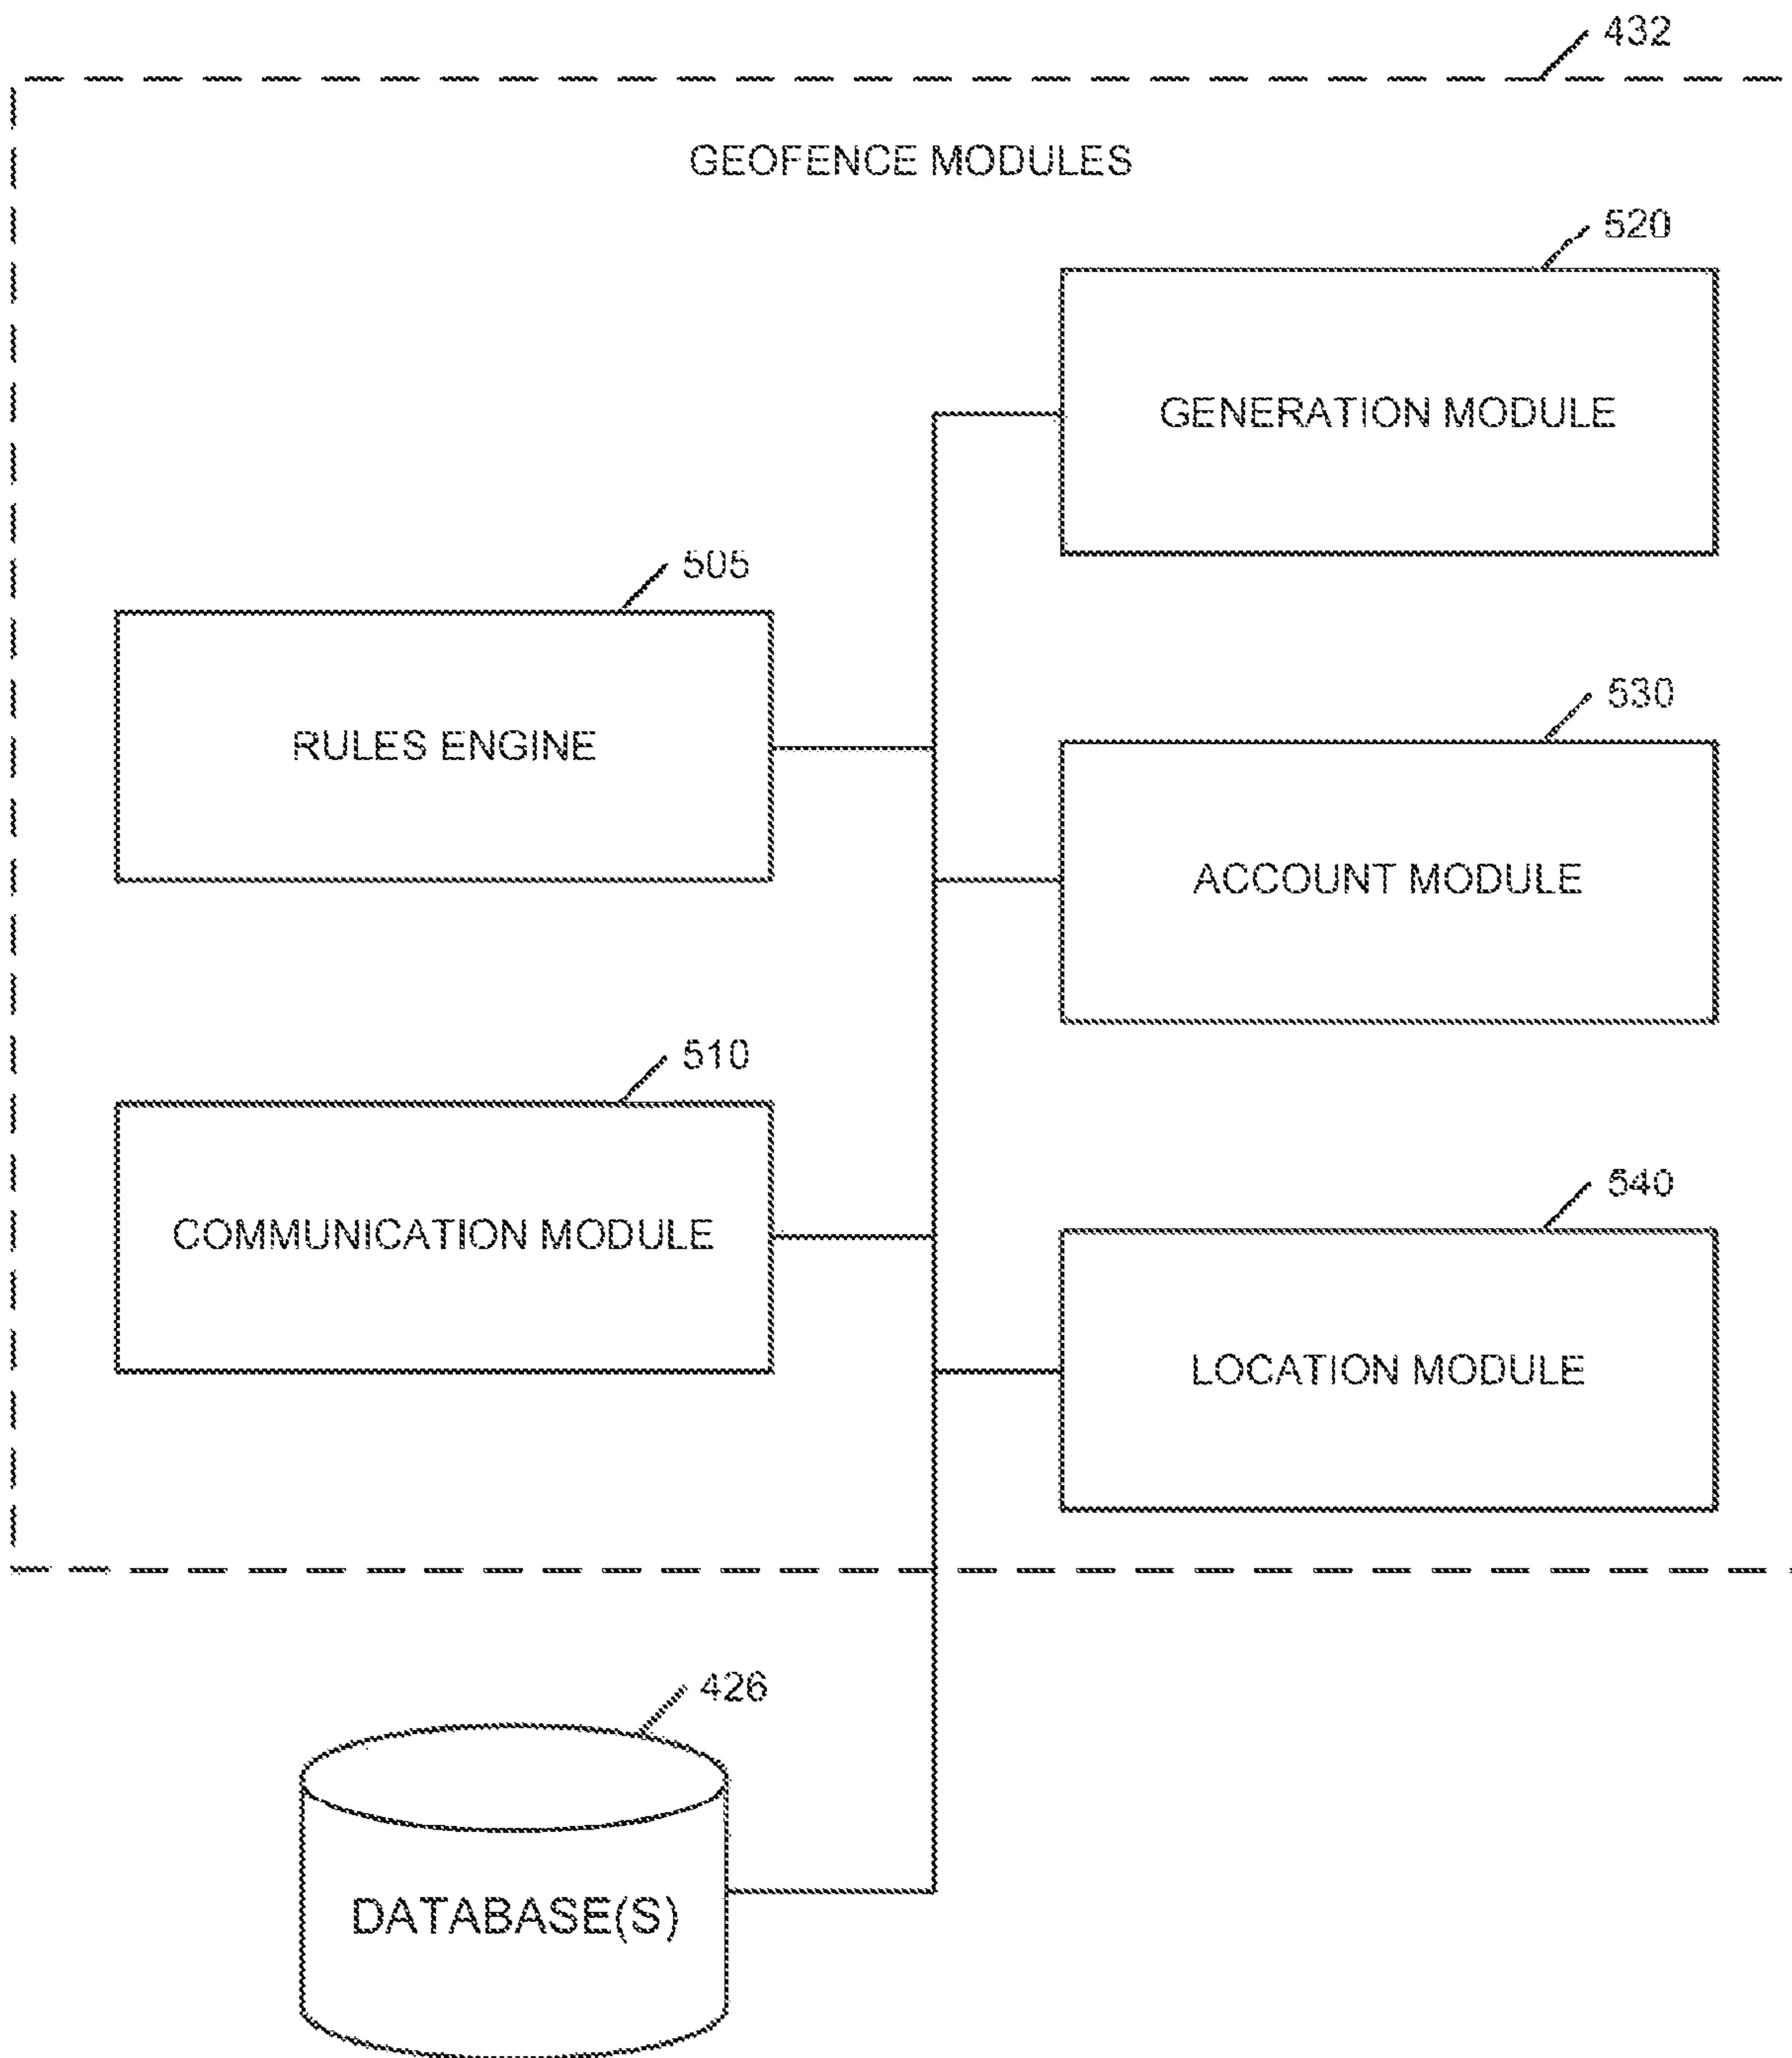 432
GEOFENCE MODULES
520
GENERATION MODULE
505
RULES ENGINE
530
ACCOUNT MODULE
510
COMMUNICATION MODULE
540
LOCATION MODULE
426
DATABASE(S)